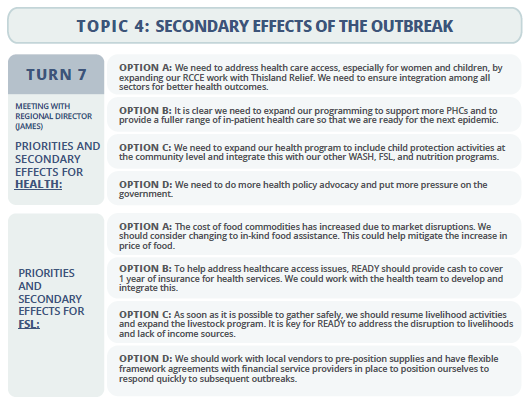 TOPIC 4: SECONDARY EFFECTS OF THE OUTBREAK
TURN 7
MEETING WITH
REGIONAL DIRECTOR
(JAMES)
PRIORITIES AND
SECONDARY
EFFECTS FOR
HEALTH:
OPTION A: We need to address health care access, especially for women and children, by
expanding our RCCE work with Thisland Relief. We need to ensure integration among all
sectors for better health outcomes.
OPTION B: It is clear we need to expand our programming to support more PHCs and to
provide a fuller range of in-patient health care so that we are ready for the next epidemic.
OPTION C: We need to expand our health program to include child protection activities at
the community level and integrate this with our other WASH, FSL, and nutrition programs.
OPTION D: We need to do more health policy advocacy and put more pressure on the
government.
PRIORITIES
AND
SECONDARY
EFFECTS FOR
FSL:
OPTION A: The cost of food commodities has increased due to market disruptions. We
should consider changing to in-kind food assistance. This could help mitigate the increase in
price of food.
OPTION B: To help address healthcare access issues, READY should provide cash to cover
1 year of insurance for health services. We could work with the health team to develop and
integrate this.
OPTION C: As soon as it is possible to gather safely, we should resume livelihood activities
and expand the livestock program. It is key for READY to address the disruption to livelihoods
and lack of income sources.
OPTION D: We should work with local vendors to pre-position supplies and have flexible
framework agreements with financial service providers in place to position ourselves to
respond quickly to subsequent outbreaks.